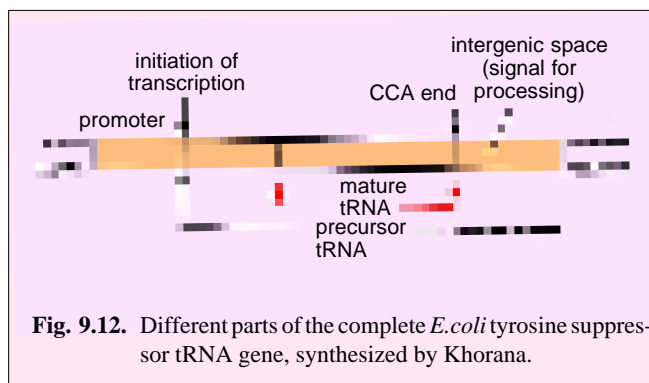 initiation of
transcription
intergenic space
(signal for
processing)
promoter
CCA end
mature
tRNA
precursor
tRNA
Fig. 9.12. Different parts of the complete E.coli tyrosine suppres-
sor tRNA gene, synthesized by Khorana.